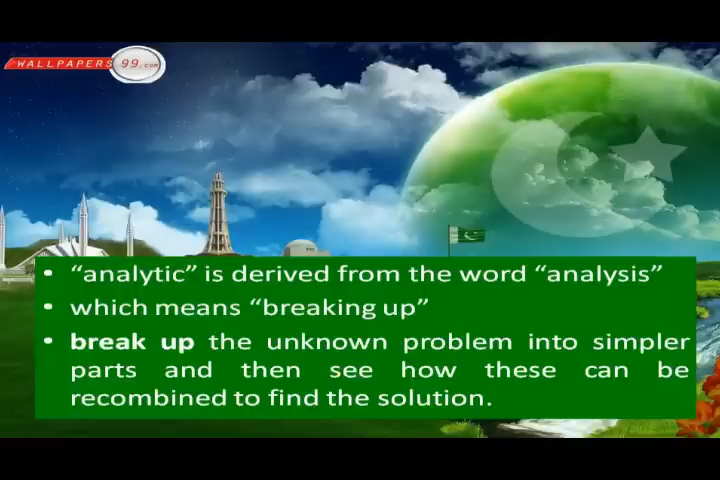 WALLPAPERS 99.com
• “analytic” is derived from the word “analysis”
• which means “breaking up”
• break up the unknown problem into simpler
parts and then see how these can be
recombined to find the solution.